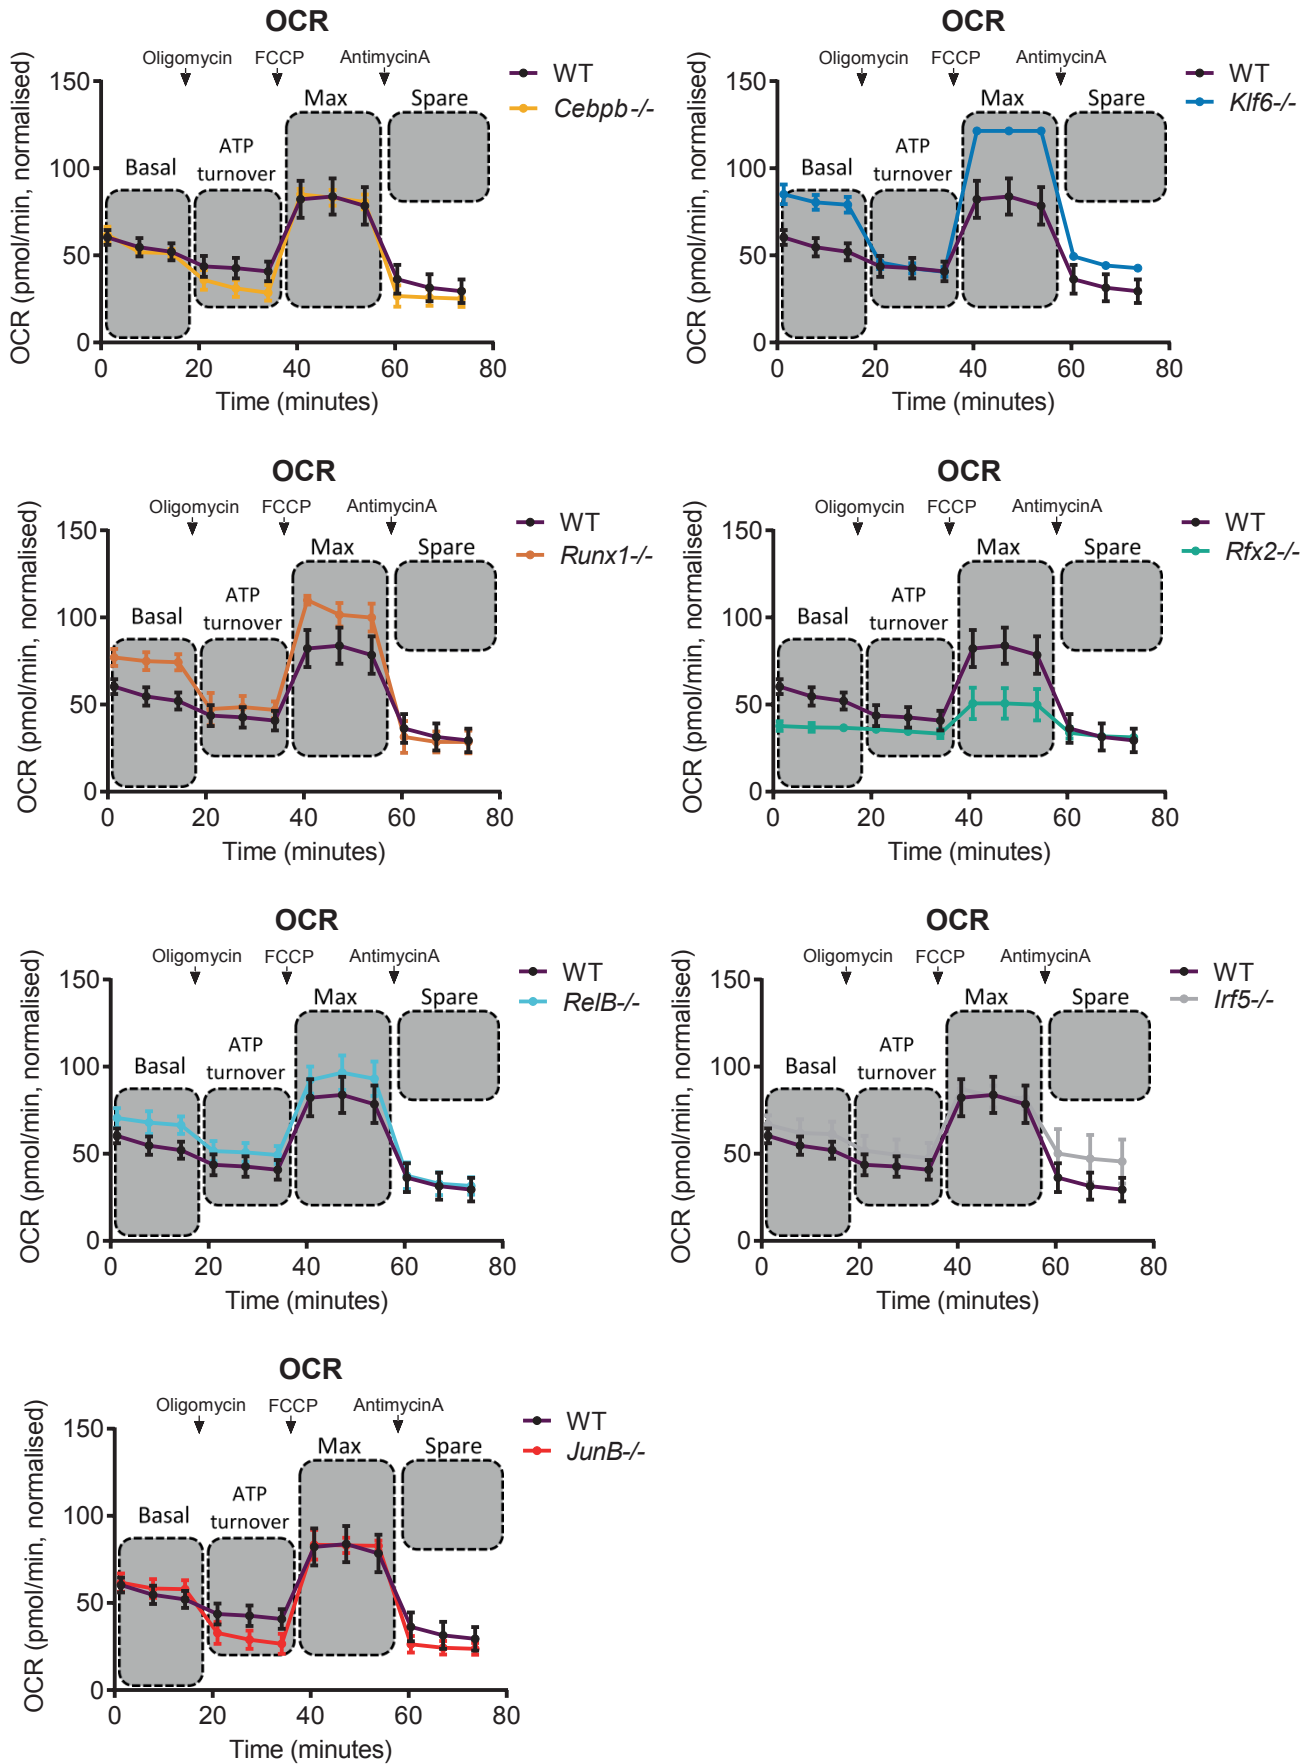 OCR
Oligomycin FCCP AntimycinA
WT
Cebpb-/-
Max Spare
Basal ATP
turnover
150
100
50
0
0 20 40 60 80
OCR (pmol/min, normalised)
Time (minutes)
OCR
Oligomycin FCCP AntimycinA
WT
Klf6-/-
Max Spare
Basal ATP
turnover
150
100
50
0
0 20 40 60 80
OCR (pmol/min, normalised)
Time (minutes)
OCR
Oligomycin FCCP AntimycinA
WT
Runx1-/-
Max Spare
Basal ATP
turnover
150
100
50
0
0 20 40 60 80
OCR (pmol/min, normalised)
Time (minutes)
OCR
Oligomycin FCCP AntimycinA
WT
Rfx2-/-
Max Spare
Basal ATP
turnover
150
100
50
0
0 20 40 60 80
OCR (pmol/min, normalised)
Time (minutes)
OCR
Oligomycin FCCP AntimycinA
WT
RelB-/-
Max Spare
Basal ATP
turnover
150
100
50
0
0 20 40 60 80
OCR (pmol/min, normalised)
Time (minutes)
OCR
Oligomycin FCCP AntimycinA
WT
Irf5-/-
Max Spare
Basal ATP
turnover
150
100
50
0
0 20 40 60 80
OCR (pmol/min, normalised)
Time (minutes)
OCR
Oligomycin FCCP AntimycinA
WT
JunB-/-
Max Spare
Basal ATP
turnover
150
100
50
0
0 20 40 60 80
OCR (pmol/min, normalised)
Time (minutes)